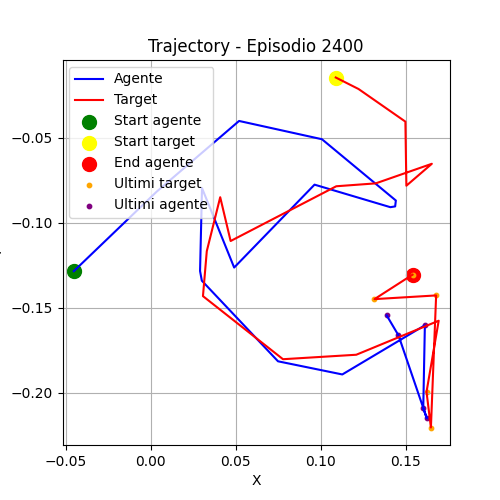 Trajectory - Episodio 2400
Agente
Target
Start agente
Start target
End agente
Ultimi target
Ultimi agente
−0.05
−0.10
−0.15
−0.20
−0.05
0.00
0.05
0.10
0.15
X